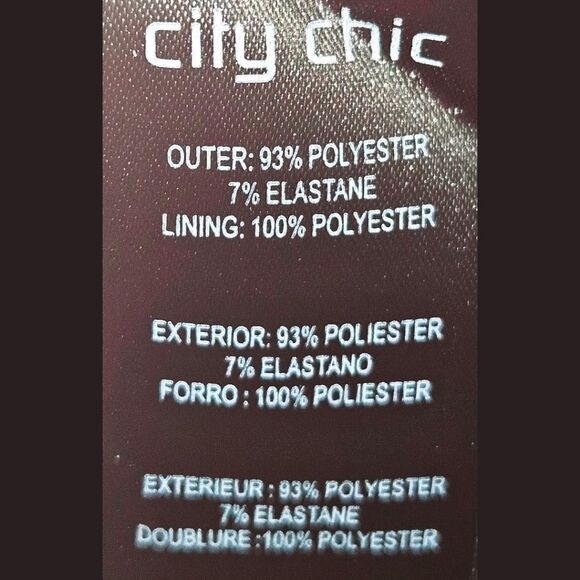 city chic
OUTER: 93% POLYESTER
7% ELASTANE
LINING: 100% POLYESTER
EXTERIOR: 93% POLIESTER
7% ELASTANO
FORRO : 100% POLIESTER
EXTERIEUR : 93% POLYESTER
7% ELASTANE
DOUBLURE :100% POLYESTER